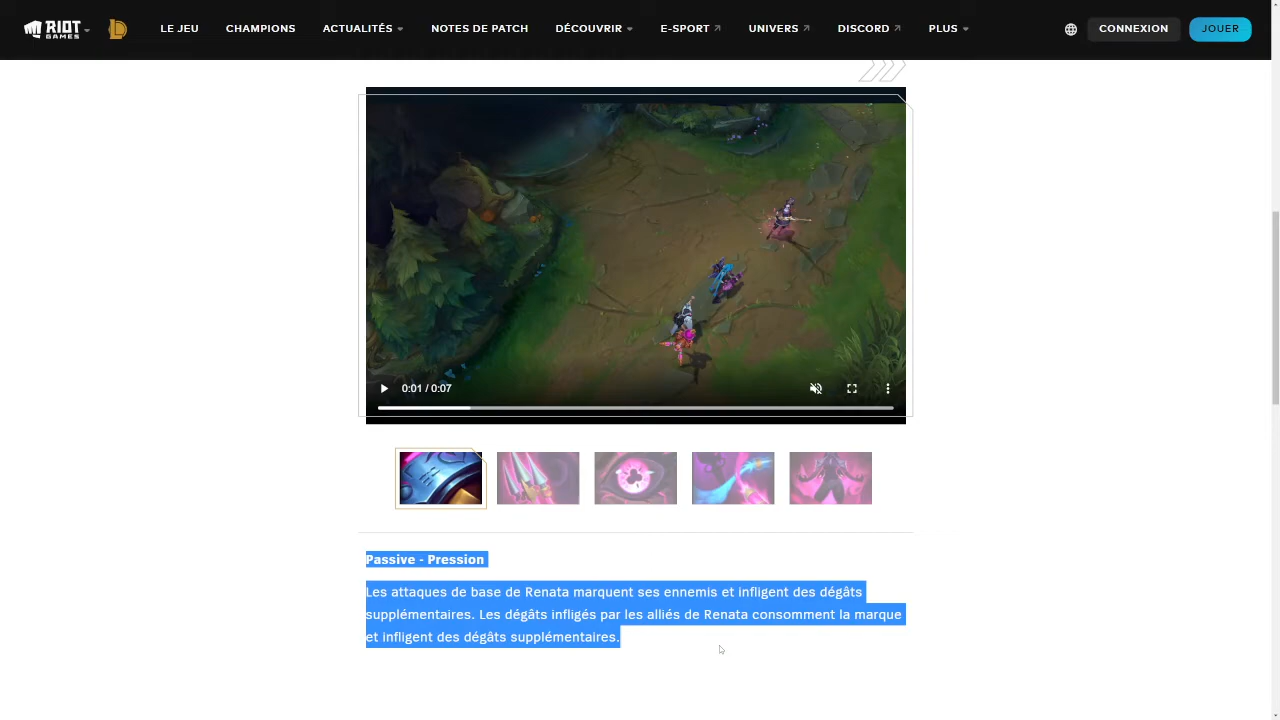 RIOT GAMES
LE JEU
CHAMPIONS
ACTUALITÉS
NOTES DE PATCH
DÉCOUVRIR
E-SPORT
UNIVERS
DISCORD
PLUS
CONNEXION
JOUER
0:01 / 0:07
Passive - Pression
Les attaques de base de Renata marquent ses ennemis et infligent des dégâts
supplémentaires. Les dégâts infligés par les alliés de Renata consomment la marque
et infligent des dégâts supplémentaires.